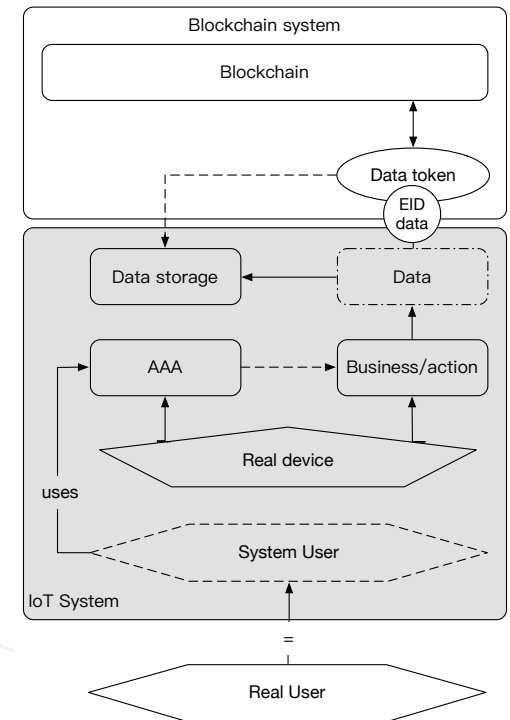 Blockchain system
Blockchain
Data token
EID
data
Data storage
Data
AAA
Business/action
Real device
uses
System User
IoT System
=
Real User